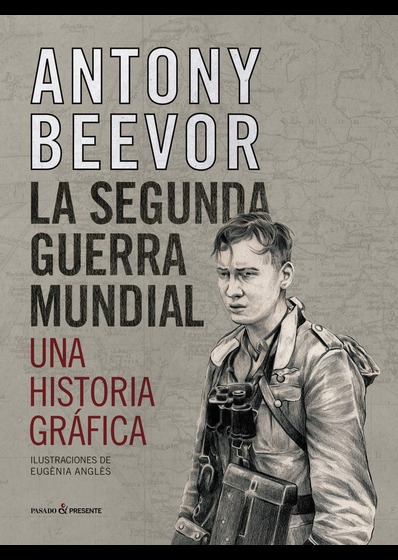 ANTONY
BEEVOR
LA SEGUNDA
GUERRA
MUNDIAL
UNA
HISTORIA
GRÁFICA
ILUSTRACIONES DE
EUGÈNIA ANGLÈS
PASADO & PRESENTE